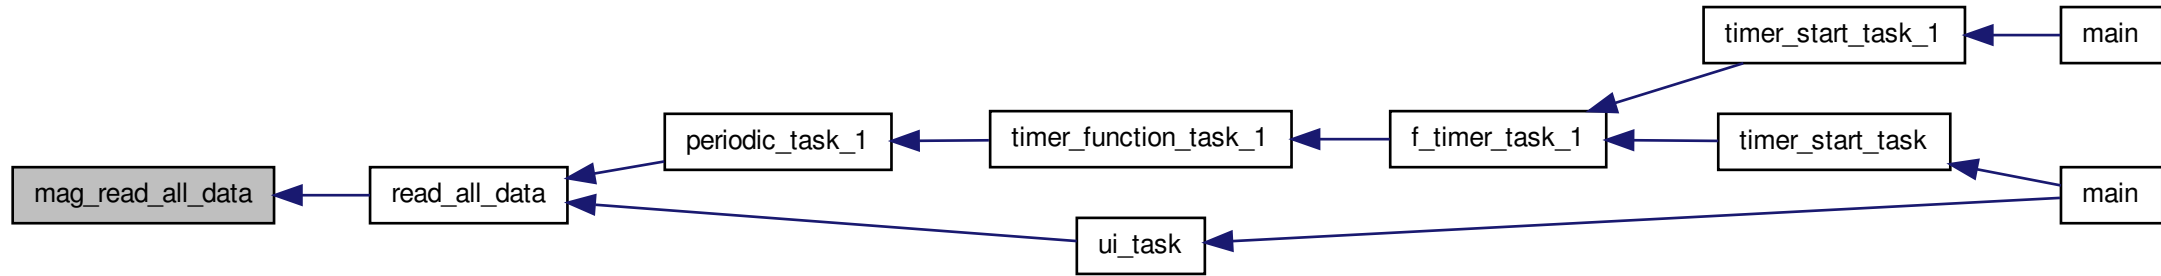 mag_read_all_data
read_all_data
periodic_task_1
timer_function_task_1
f_timer_task_1
timer_start_task_1
main
timer_start_task
main
ui_task